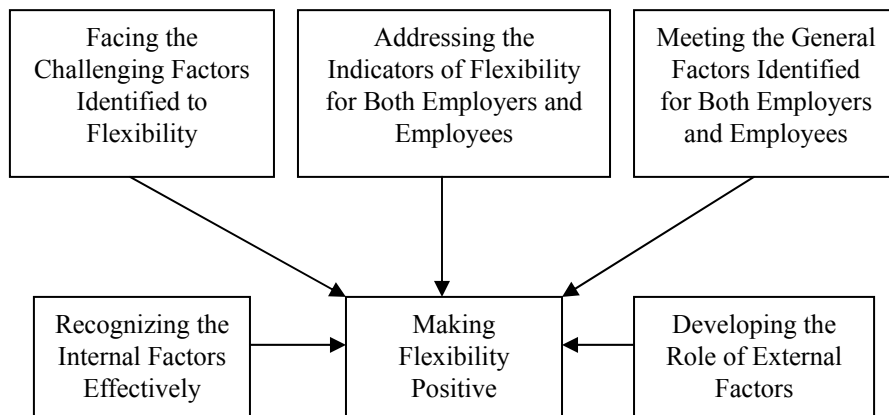 Facing the
Challenging Factors
Identified to
Flexibility
Addressing the
Indicators of Flexibility
for Both Employers and
Employees
Meeting the General
Factors Identified
for Both Employers
and Employees
Recognizing the
Internal Factors
Effectively
Making
Flexibility
Positive
Developing the
Role of External
Factors